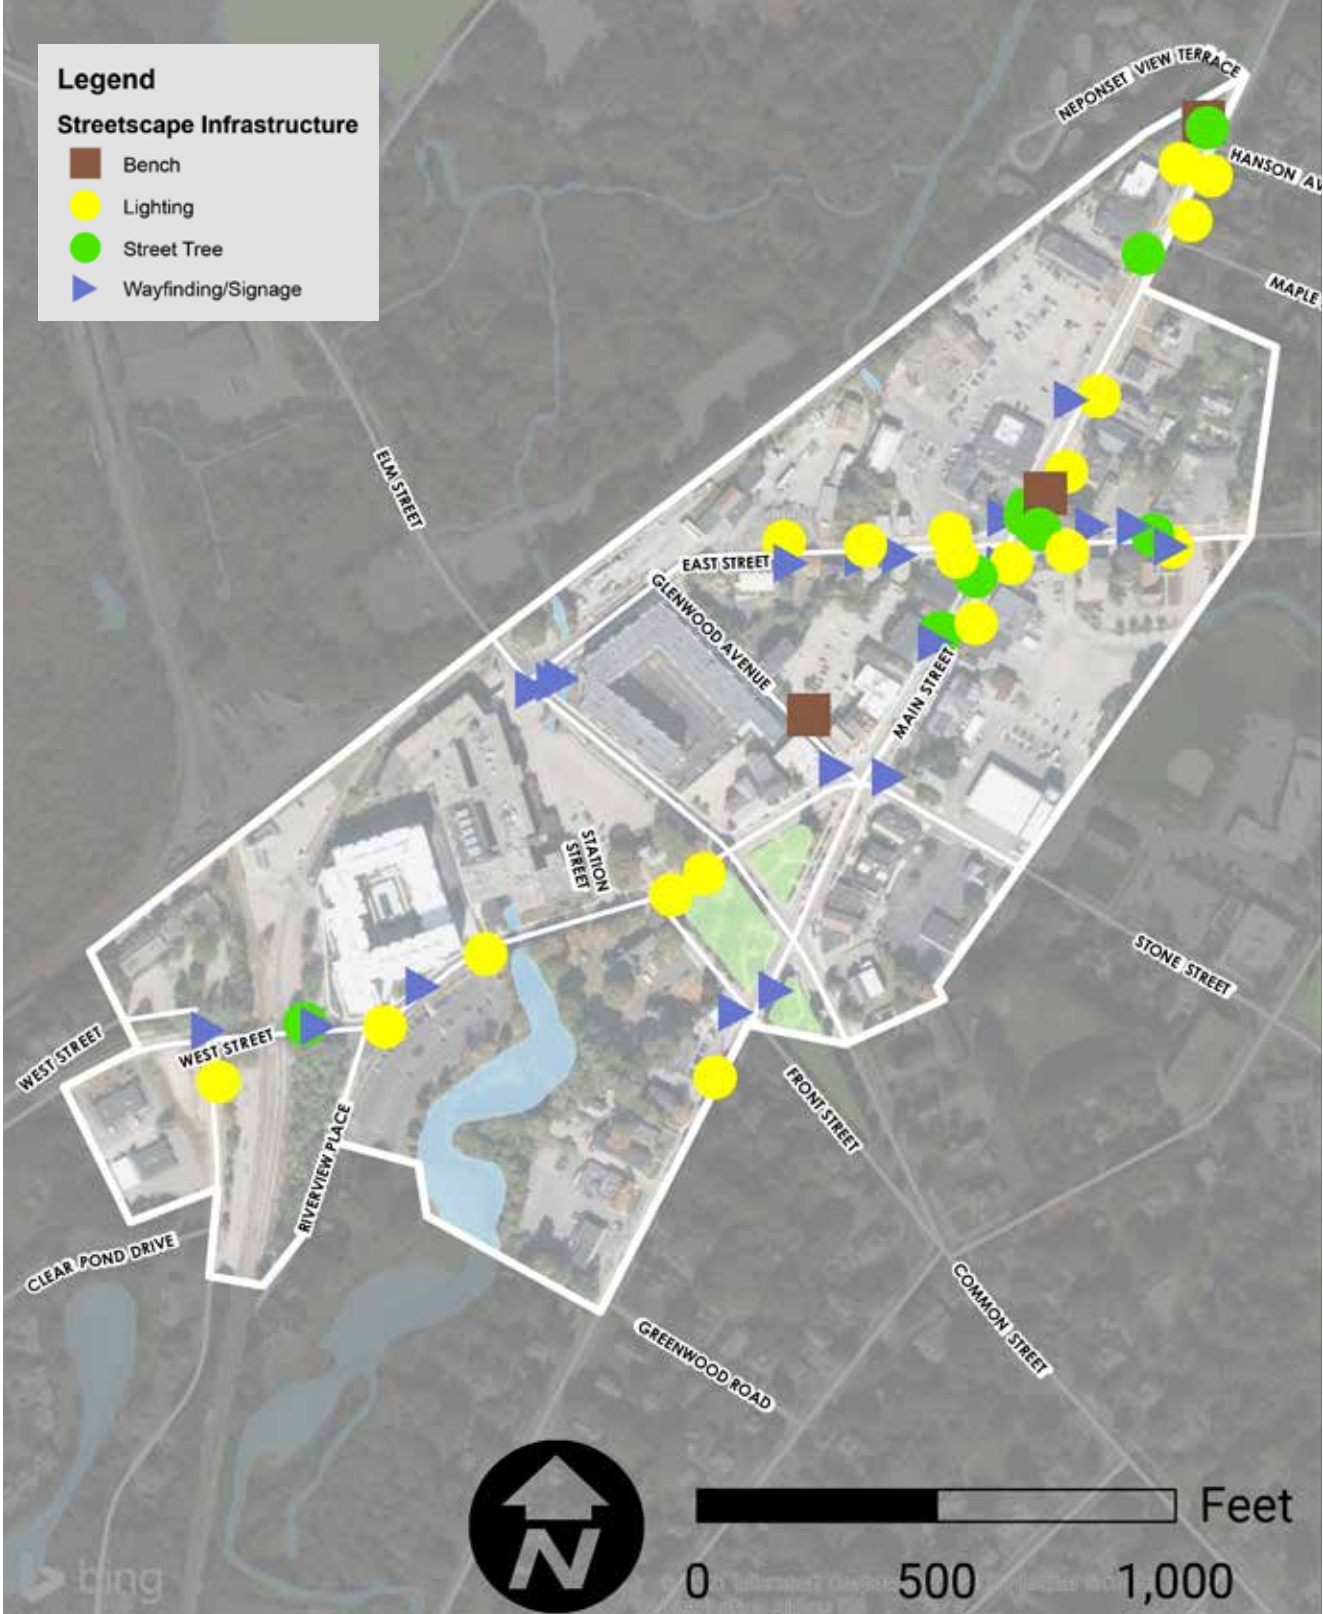 Legend
Streetscape Infrastructure
Bench
Lighting
Street Tree
Wayfinding/Signage
NEPONSET VIEW TERRACE
HANSON AV
MAPLE
ELM STREET
EAST STREET
GLENWOOD AVENUE
MAIN STREET
STATION
STREET
STONE STREET
WEST STREET
WEST STREET
FRONT STREET
RIVERVIEW PLACE
CLEAR POND DRIVE
COMMON STREET
GREENWOOD ROAD
N
Feet
0 500 1,000
bing